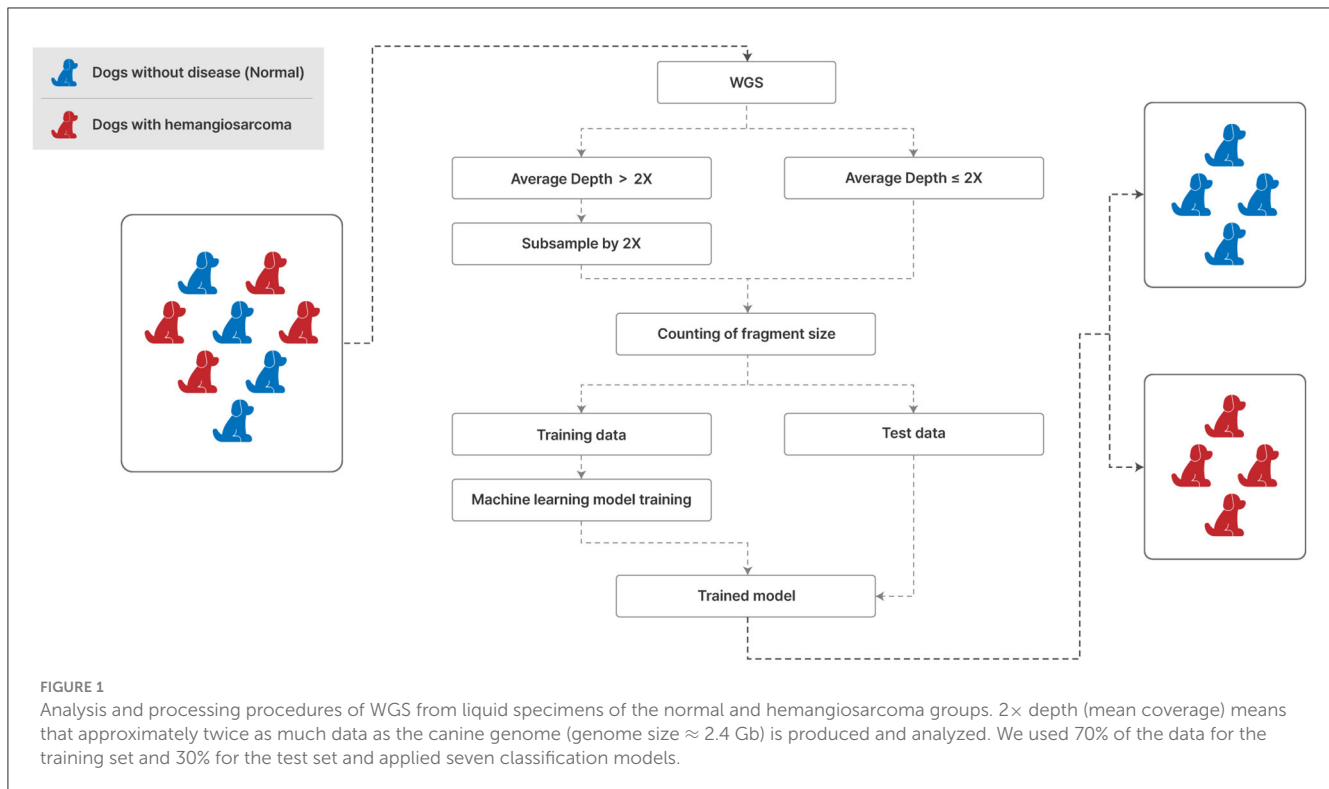 Dogs without disease (Normal)
Dogs with hemangiosarcoma
WGS
Average Depth > 2X
Average Depth ≤ 2X
Subsample by 2X
Counting of fragment size
Training data
Test data
Machine learning model training
Trained model
FIGURE 1
Analysis and processing procedures of WGS from liquid specimens of the normal and hemangiosarcoma groups. 2× depth (mean coverage) means
that approximately twice as much data as the canine genome (genome size ≈ 2.4 Gb) is produced and analyzed. We used 70% of the data for the
training set and 30% for the test set and applied seven classification models.